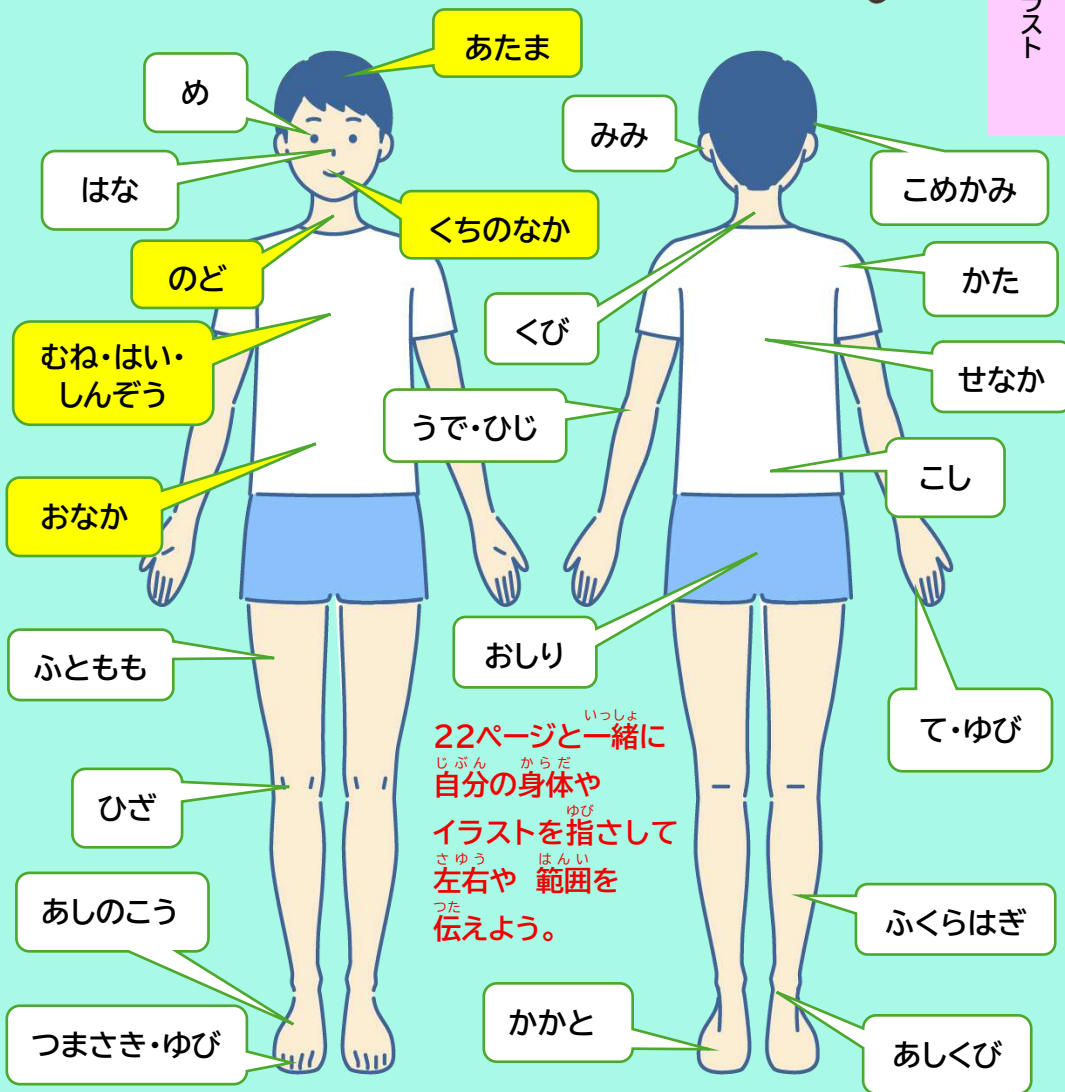 あたま
め
はな
くちのなか
のど
むね・はい・
しんぞう
おなか
ふともも
ひざ
あしのこう
つまさき・ゆび
みみ
こめかみ
くび
かた
せなか
うで・ひじ
こし
おしり
て・ゆび
22ページと一緒に
いっしょ
自分の身体や
じぶん からだ
イラストを指さして
ゆび
左右や 範囲を
さゆう はんい
伝えよう。
つた
ふくらはぎ
かかと
あしくび